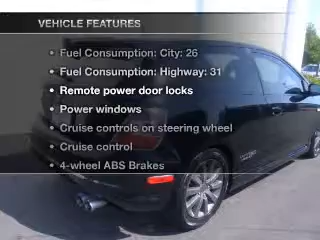 VEHICLE FEATURES
• Fuel Consumption: City: 26
• Fuel Consumption: Highway: 31
• Remote power door locks
• Power windows
• Cruise controls on steering wheel
• Cruise control
• 4-wheel ABS Brakes